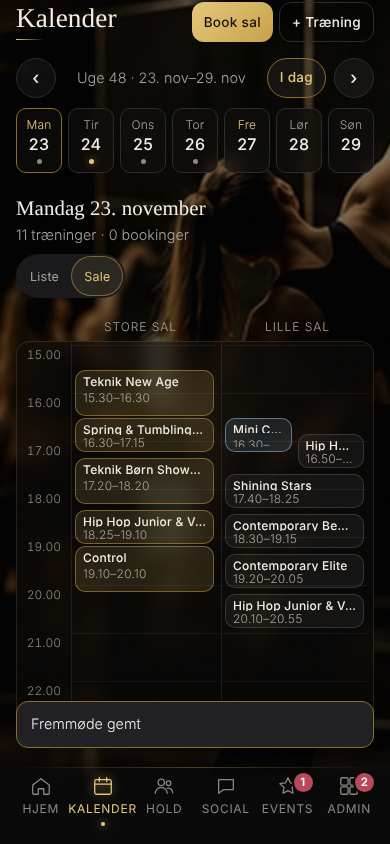 Kalender
Book sal
+ Træning
‹
Uge 48 · 23. nov–29. nov
I dag
›
Man Tir Ons Tor Fre Lør Søn
23 24 25 26 27 28 29
Mandag 23. november
11 træninger · 0 bookinger
Liste Sale
STORE SAL LILLE SAL
15.00
Teknik New Age
15.30–16.30
16.00
Spring & Tumbling...
16.30–17.15
Mini C...
16.30–
Hip H...
16.50–...
17.00
Teknik Børn Show...
17.20–18.20
Shining Stars
17.40–18.25
18.00
Hip Hop Junior & V...
18.25–19.10
Contemporary Be...
18.30–19.15
19.00
Control
19.10–20.10
Contemporary Elite
19.20–20.05
20.00
Hip Hop Junior & V...
20.10–20.55
21.00
22.00
Fremmøde gemt
1 2
HJEM KALENDER HOLD SOCIAL EVENTS ADMIN